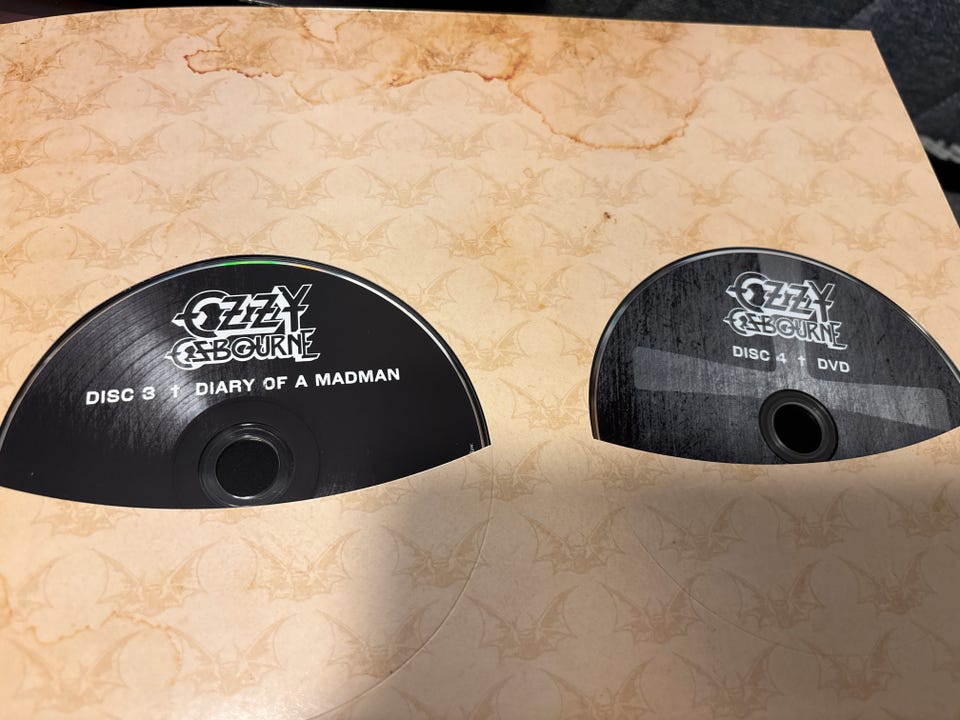 OZZY
OSBOURNE
DISC 3 † DIARY OF A MADMAN
OZZY
OSBOURNE
DISC 4 † DVD